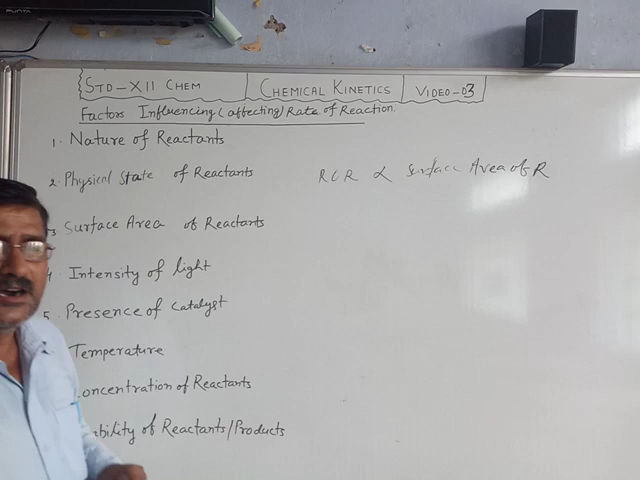 STD-XII CHEM CHEMICAL KINETICS VIDEO-03
Factors Influencing (affecting) Rate of Reaction.
1. Nature of Reactants
2. Physical State of Reactants ROR ∝ Surface Area of R
3 Surface Area of Reactants
Intensity of light
5. Presence of Catalyst
Temperature
Concentration of Reactants
of Reactants/Products